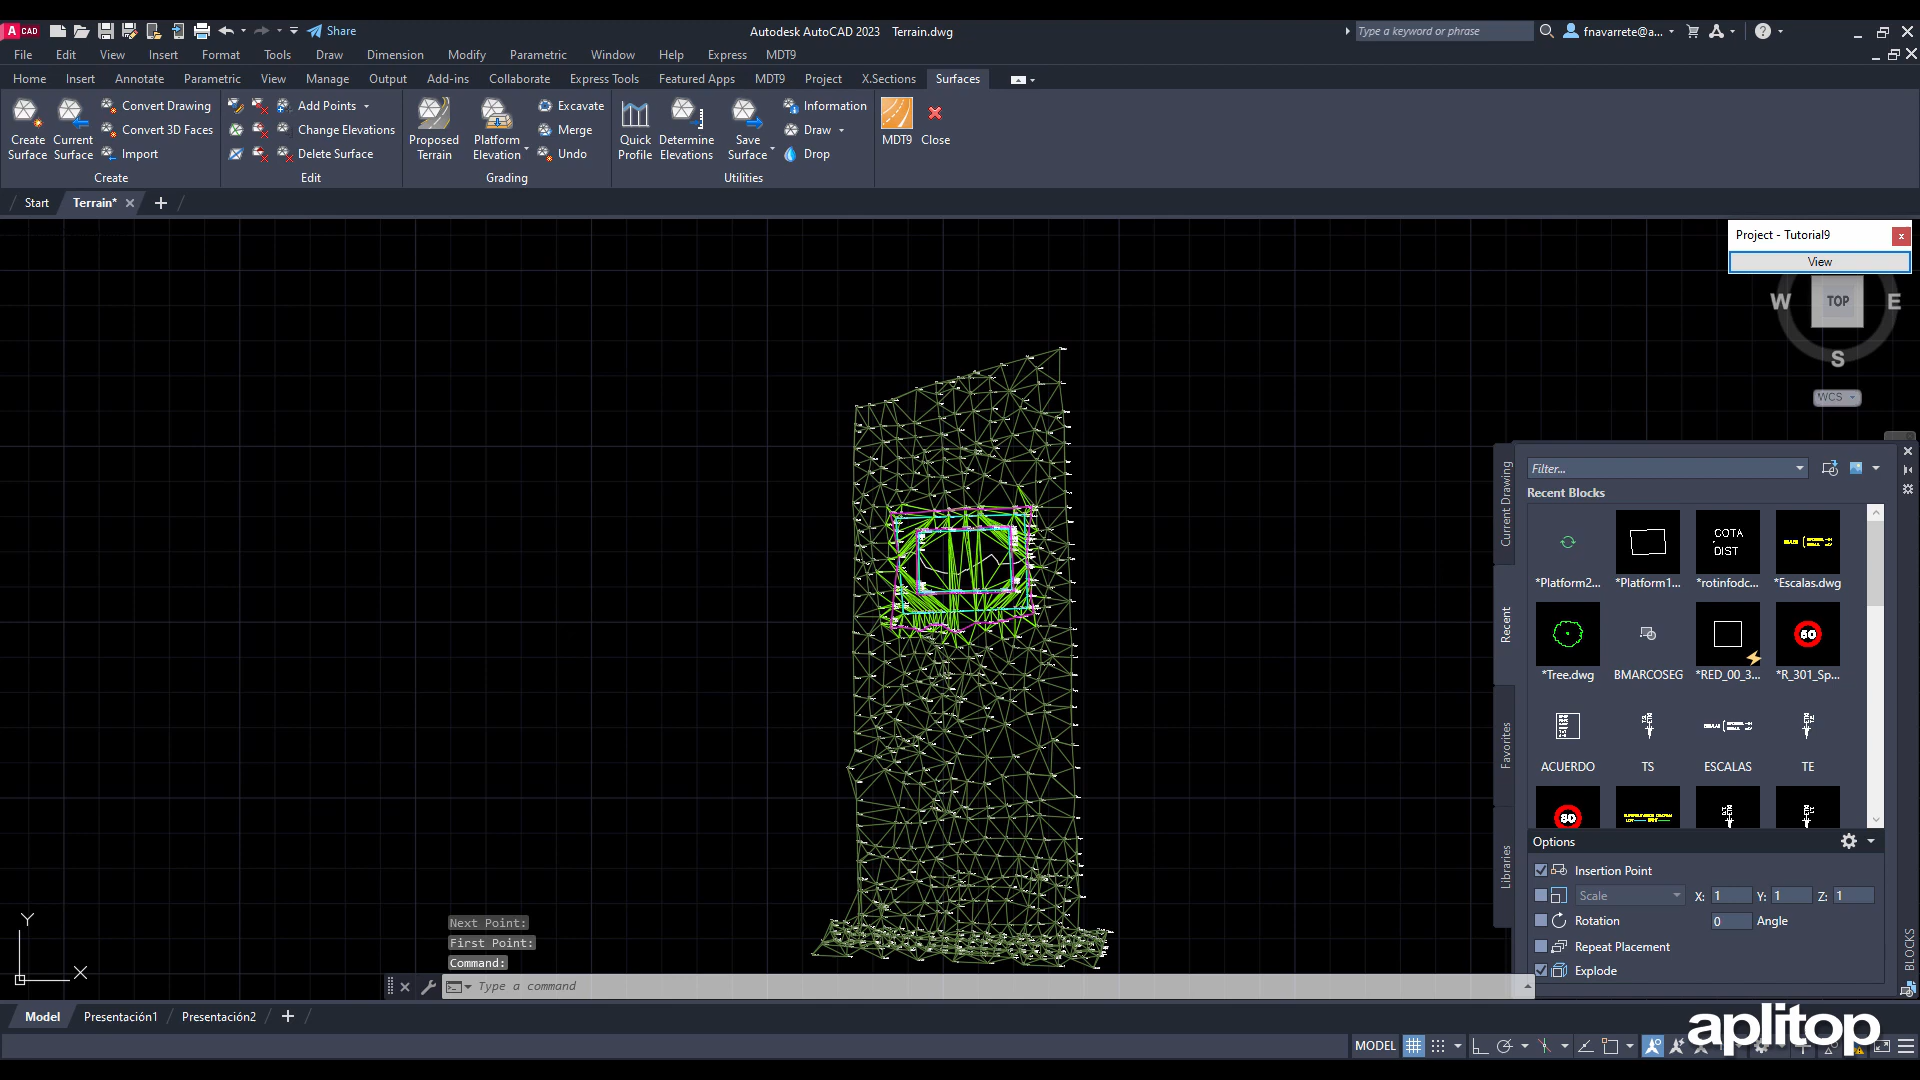 A CAD Share Autodesk AutoCAD 2023 Terrain.dwg Type a keyword or phrase fnavarrete@a...
File Edit View Insert Format Tools Draw Dimension Modify Parametric Window Help Express MDT9
Home Insert Annotate Parametric View Manage Output Add-ins Collaborate Express Tools Featured Apps MDT9 Project X.Sections Surfaces
Create Surface Current Surface Convert Drawing Convert 3D Faces Import
Create
Add Points Change Elevations Delete Surface
Edit
Proposed Terrain Platform Elevation Excavate Merge Undo
Grading
Quick Profile Determine Elevations Save Surface Information Draw Drop
Utilities
MDT9 Close
Start Terrain*
Project - Tutorial9
View
W TOP E
S
WCS
Filter...
Recent Blocks
Current Drawing
Recent
Favorites
Libraries
BLOCKS
COTA
DIST
*Platform2... *Platform1... *rotinfodc... *Escalas.dwg
60
*Tree.dwg BMARCOSEG *RED_00_3... *R_301_Sp...
ACUERDO TS ESCALAS TE
80
Options
Insertion Point
Scale X: 1 Y: 1 Z: 1
Rotation 0 Angle
Repeat Placement
Explode
Y
X
Next Point:
First Point:
Command:
Type a command
Model Presentación1 Presentación2
MODEL
aplitop